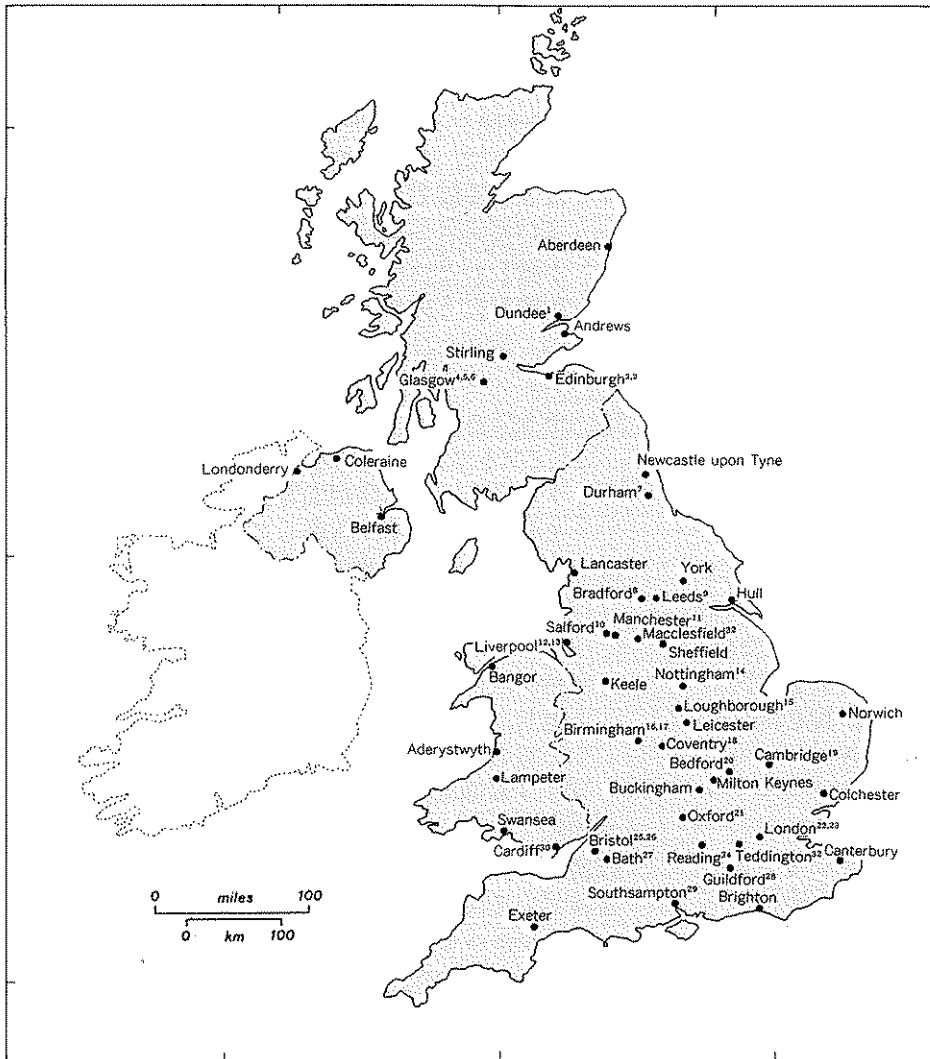 Aberdeen
Dundee¹
Andrews
Stirling
Glasgow⁴,⁵,⁶
Edinburgh²,³
Newcastle upon Tyne
Londonderry
Coleraine
Durham⁷
Belfast
Lancaster
York
Bradford⁸
Leeds⁹
Hull
Manchester¹¹
Salford¹⁰
Macclesfield³²
Liverpool¹²,¹³
Sheffield
Bangor
Keele
Nottingham¹⁴
Loughborough¹⁵
Norwich
Leicester
Birmingham¹⁶,¹⁷
Coventry¹⁸
Aderystwyth
Cambridge¹⁹
Bedford²⁰
Lampeter
Milton Keynes
Buckingham
Colchester
Oxford²¹
Swansea
London²²,²³
Bristol²⁵,²⁶
Cardiff³⁰
Reading²⁴
Teddington³²
Canterbury
Bath²⁷
Guildford²⁸
Southsampton²⁹
Brighton
Exeter
0 miles 100
0 km 100